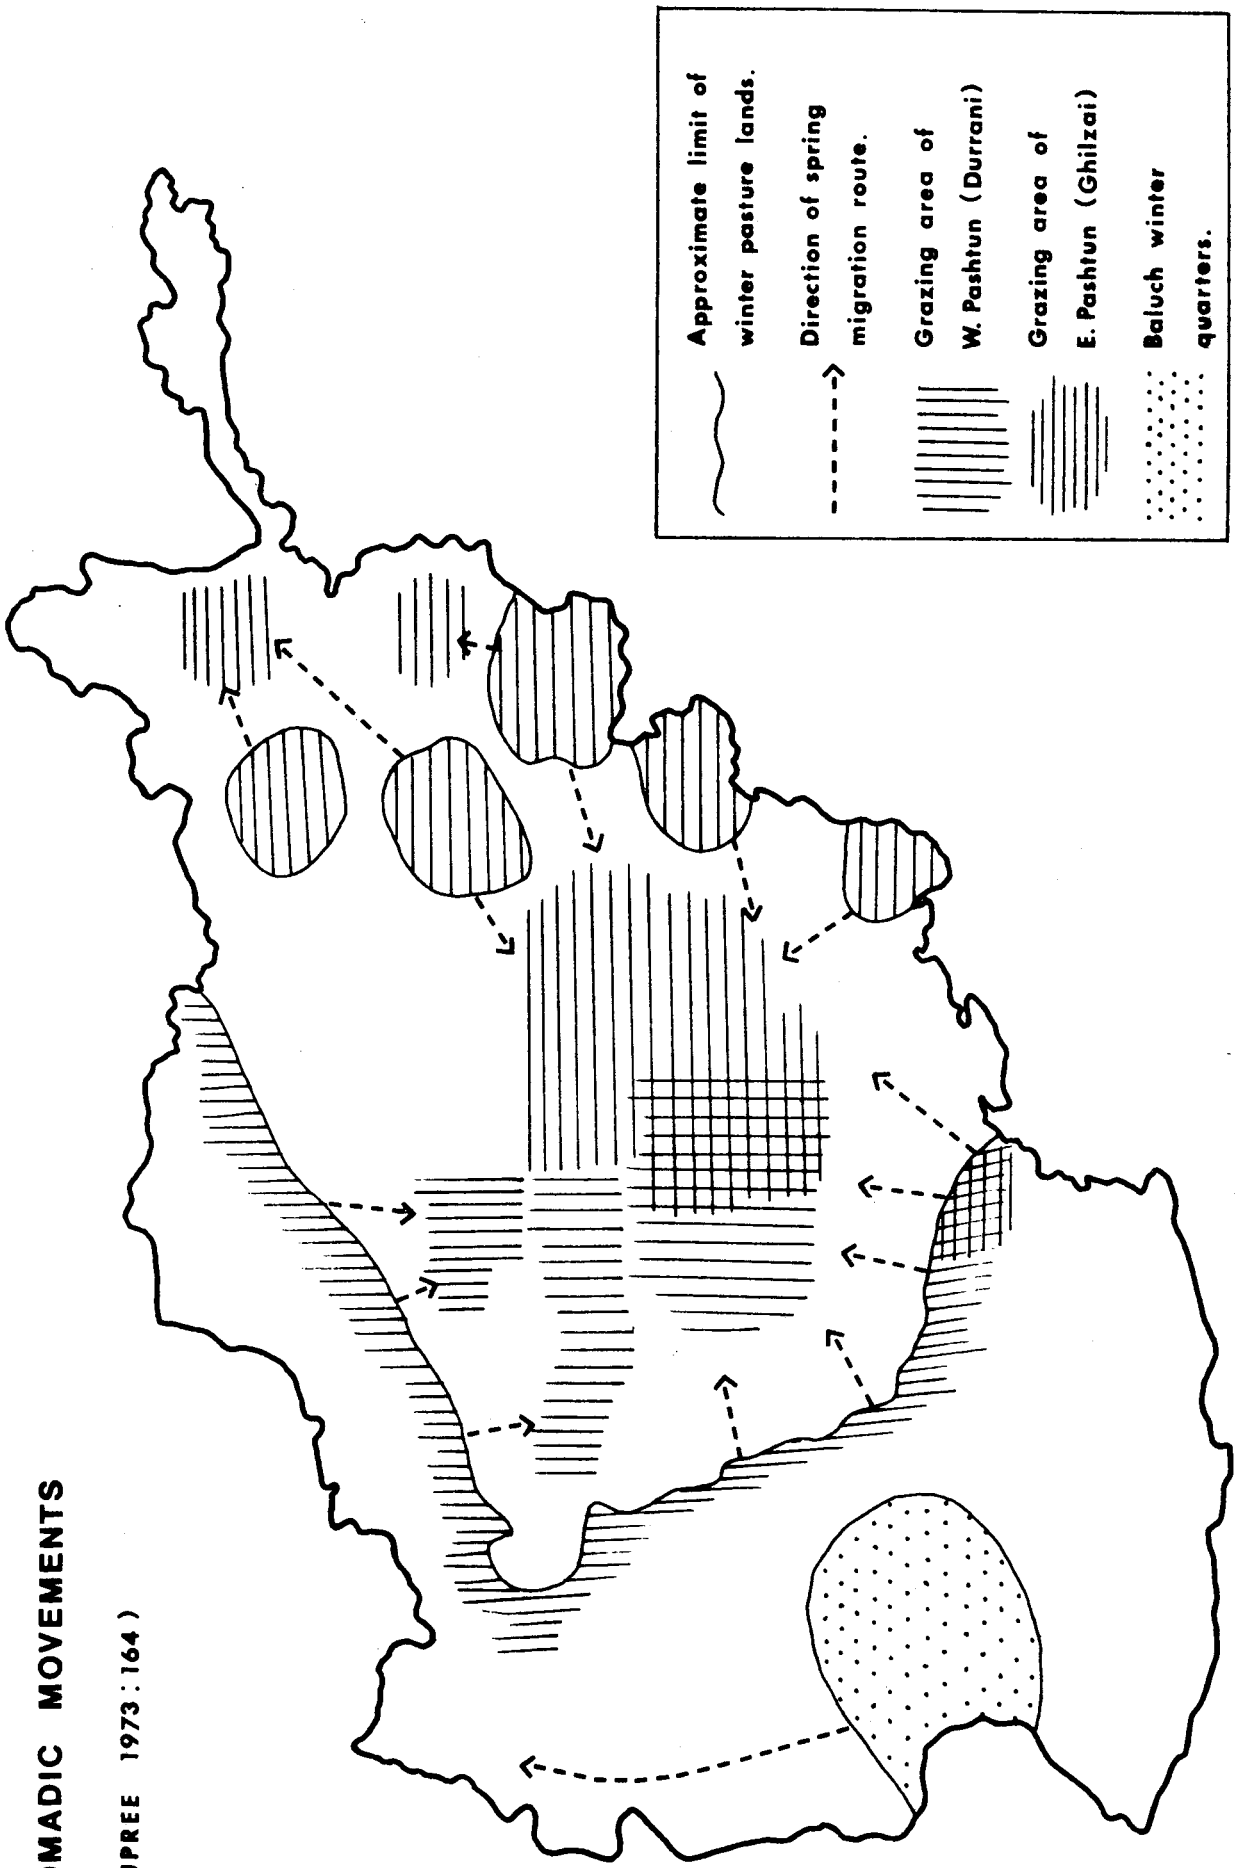 OMADIC MOVEMENTS
UPREE 1973:164)
Approximate limit of
winter pasture lands.
Direction of spring
migration route.
Grazing area of
W. Pashtun (Durrani)
Grazing area of
E. Pashtun (Ghilzai)
Baluch winter
quarters.